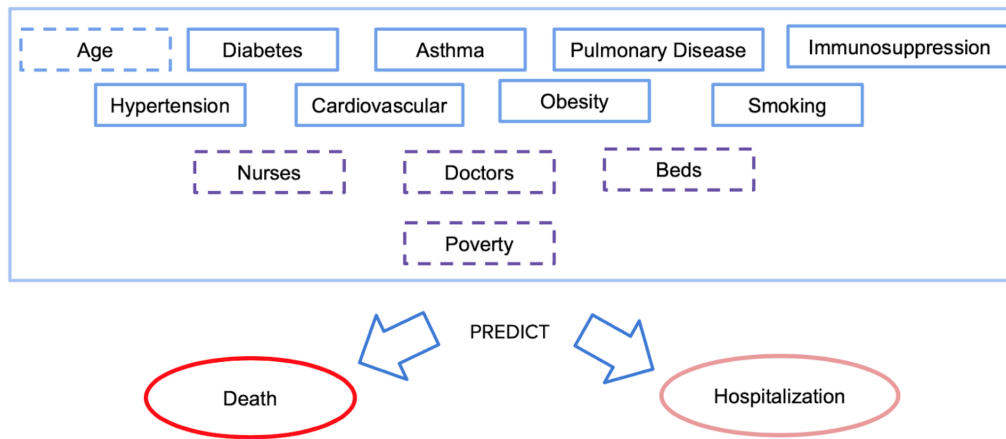 Age
Diabetes
Asthma
Pulmonary Disease
Immunosuppression
Hypertension
Cardiovascular
Obesity
Smoking
Nurses
Doctors
Beds
Poverty
PREDICT
Death
Hospitalization